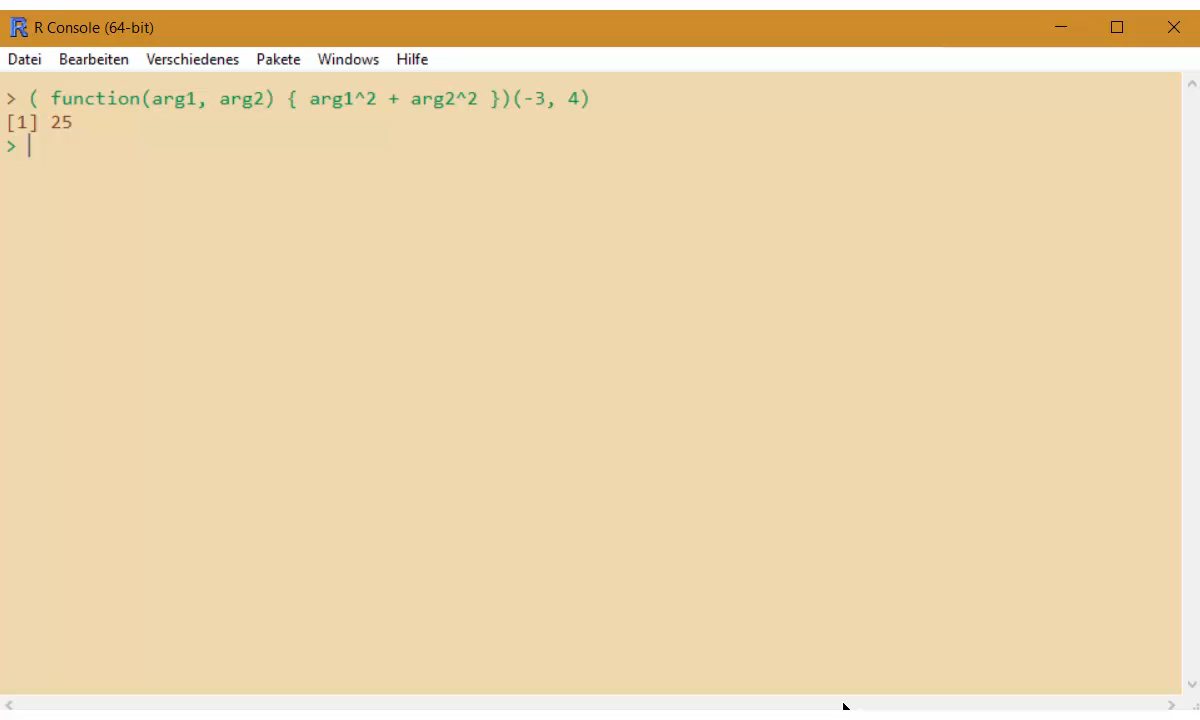 R Console (64-bit)
Datei Bearbeiten Verschiedenes Pakete Windows Hilfe
> ( function(arg1, arg2) { arg1^2 + arg2^2 })(-3, 4)
[1] 25
>